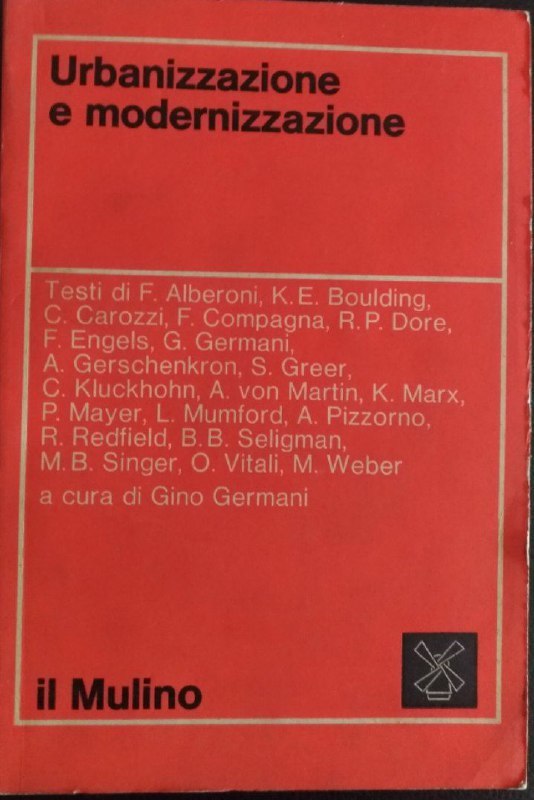 Urbanizzazione
e modernizzazione
Testi di F. Alberoni, K.E. Boulding,
C. Carozzi, F. Compagna, R.P. Dore,
F. Engels, G. Germani,
A. Gerschenkron, S. Greer,
C. Kluckhohn, A. von Martin, K. Marx,
P. Mayer, L. Mumford, A. Pizzorno,
R. Redfield, B.B. Seligman,
M.B. Singer, O. Vitali, M. Weber
a cura di Gino Germani
il Mulino